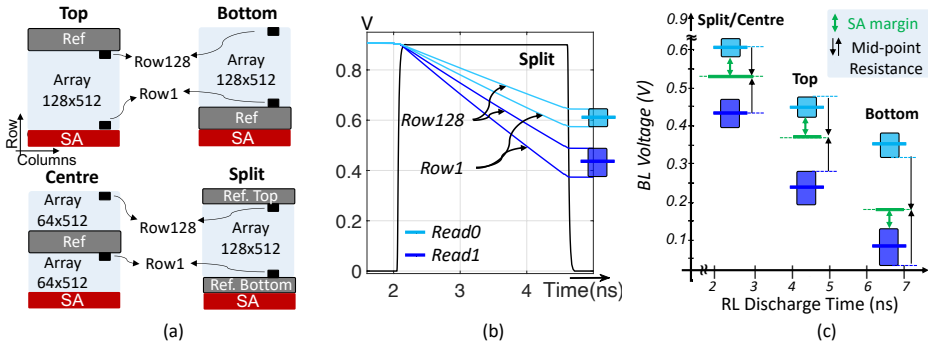 Top
Bottom
Ref
Row128
Array
128x512
Array
128x512
Row1
Ref
SA
SA
Row
Columns
Centre
Split
Array
64x512
Ref. Top
Row128
Ref
Array
128x512
Array
64x512
Row1
Ref. Bottom
SA
SA
(a)
V
Split
0.8
0.6
0.4
0.2
0
Row128
Row1
Read0
Read1
2
3
4
Time(ns)
(b)
BL Voltage (V)
0.9
0.6
0.5
0.4
0.3
0.2
0.1
Split/Centre
SA margin
Mid-point
Resistance
Top
Bottom
2
3
4
5
6
7
RL Discharge Time (ns)
(c)